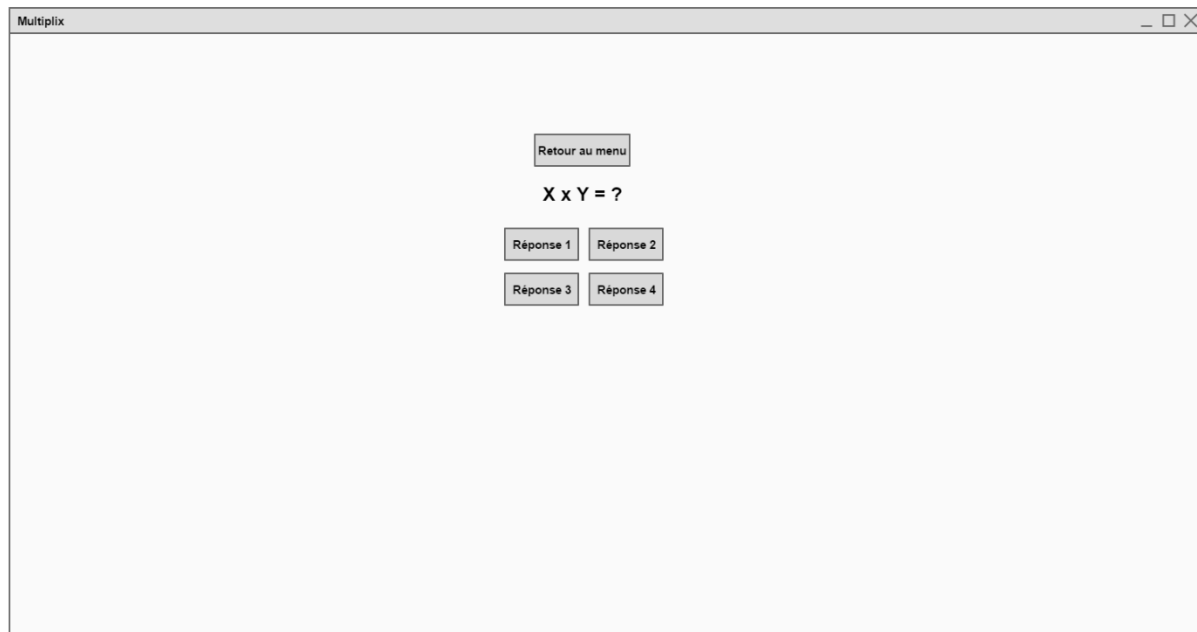 Multiplix
Retour au menu
X x Y = ?
Réponse 1 Réponse 2
Réponse 3 Réponse 4